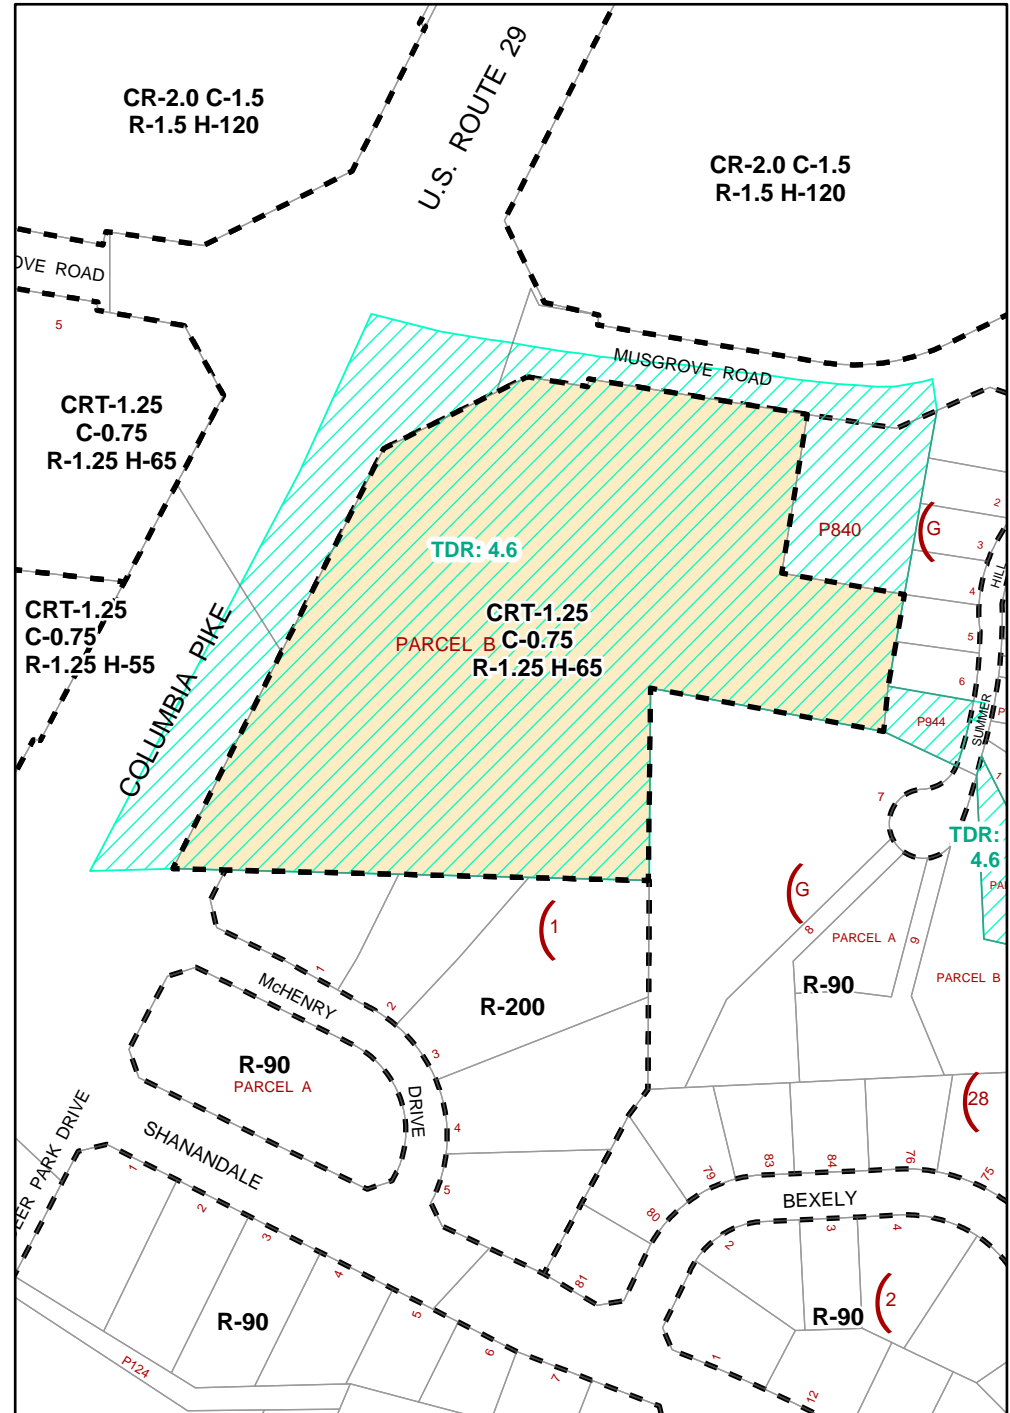 CR-2.0 C-1.5
R-1.5 H-120
U.S. ROUTE 29
CR-2.0 C-1.5
R-1.5 H-120
OVE ROAD
5
MUSGROVE ROAD
CRT-1.25
C-0.75
R-1.25 H-65
2
P840
G
3
TDR: 4.6
HILL
4
CRT-1.25
C-0.75
R-1.25 H-55
CRT-1.25
C-0.75
R-1.25 H-65
PARCEL B
5
6
COLUMBIA PIKE
SUMMER
P
P944
1
7
TDR:
4.6
PA
G
8
1
PARCEL A
9
PARCEL B
1
McHENRY
R-90
2
R-200
3
R-90
PARCEL A
DRIVE
28
EER PARK DRIVE
SHANANDALE
4
1
79
83
84
76
75
5
2
80
BEXELY
3
2
3
4
4
81
5
R-90
2
R-90
6
1
P124
7
12